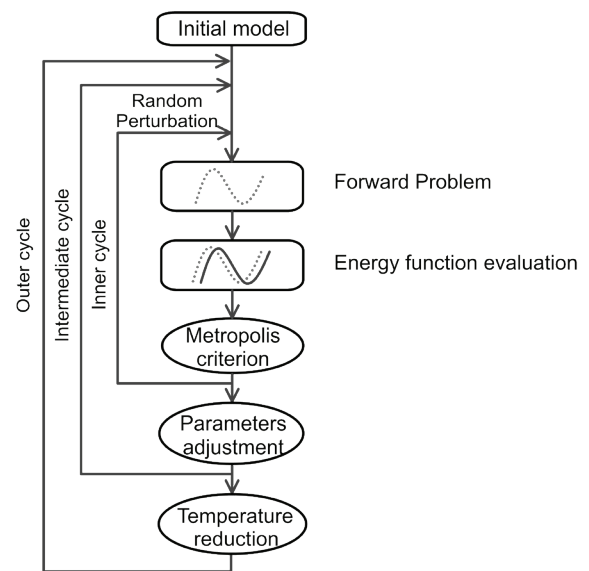 Initial model
Random
Perturbation
Forward Problem
Energy function evaluation
Metropolis
criterion
Parameters
adjustment
Temperature
reduction
Outer cycle
Intermediate cycle
Inner cycle